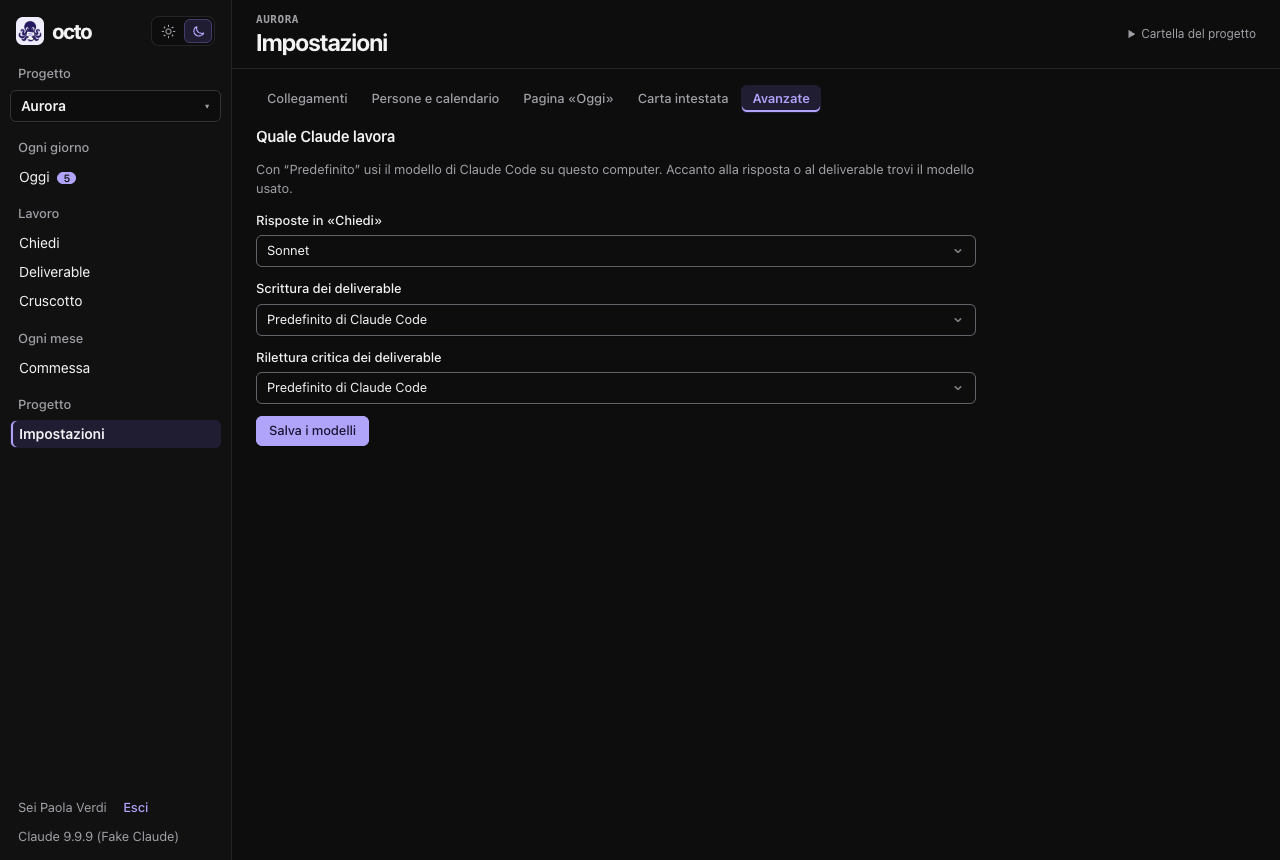 octo
Progetto
Aurora
Ogni giorno
Oggi 5
Lavoro
Chiedi
Deliverable
Cruscotto
Ogni mese
Commessa
Progetto
Impostazioni
Sei Paola Verdi Esci
Claude 9.9.9 (Fake Claude)
AURORA
Impostazioni
Cartella del progetto
Collegamenti Persone e calendario Pagina «Oggi» Carta intestata Avanzate
Quale Claude lavora
Con “Predefinito” usi il modello di Claude Code su questo computer. Accanto alla risposta o al deliverable trovi il modello
usato.
Risposte in «Chiedi»
Sonnet
Scrittura dei deliverable
Predefinito di Claude Code
Rilettura critica dei deliverable
Predefinito di Claude Code
Salva i modelli